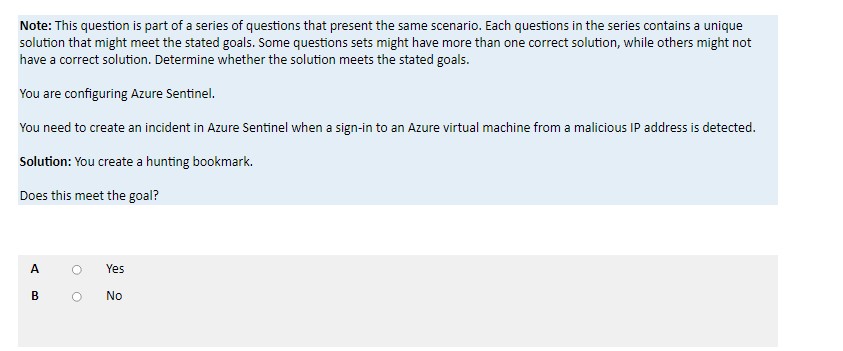 Note: This question is part of a series of questions that present the same scenario. Each questions in the series contains a unique
solution that might meet the stated goals. Some questions sets might have more than one correct solution, while others might not
have a correct solution. Determine whether the solution meets the stated goals.
You are configuring Azure Sentinel.
You need to create an incident in Azure Sentinel when a sign-in to an Azure virtual machine from a malicious IP address is detected.
Solution: You create a hunting bookmark.
Does this meet the goal?
A Yes
B No